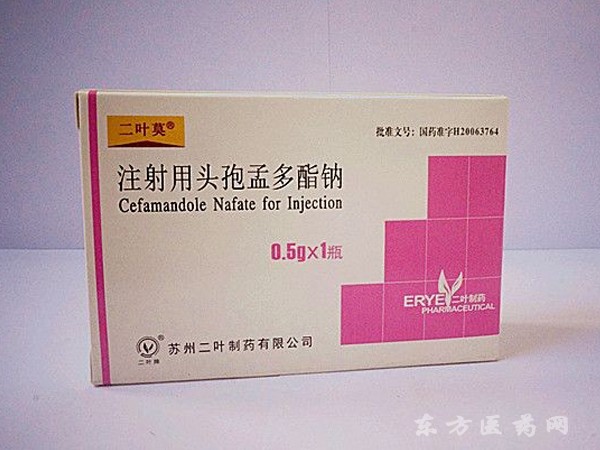 二叶莫®
批准文号：国药准字H20063764
注射用头孢孟多酯钠
Cefamandole Nafate for Injection
0.5g×1瓶
ERYE 二叶制药
PHARMACEUTICAL
二叶牌
®
苏州二叶制药有限公司
东方医药网